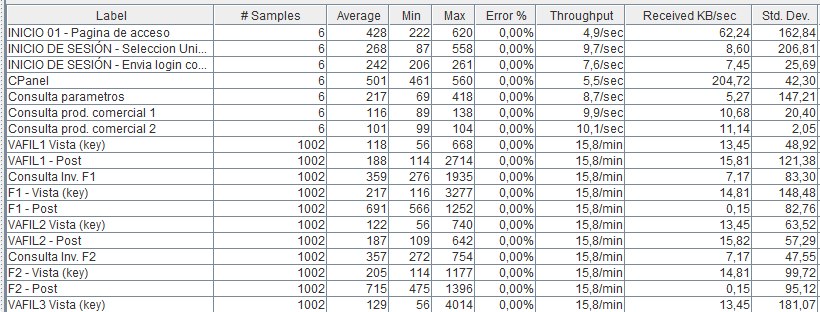 Label # Samples Average Min Max Error % Throughput Received KB/sec Std. Dev.
INICIO 01 - Pagina de acceso 6 428 222 620 0,00% 4,9/sec 62,24 162,84
INICIO DE SESIÓN - Seleccion Uni... 6 268 87 558 0,00% 9,7/sec 8,60 206,81
INICIO DE SESIÓN - Envia login co... 6 242 206 261 0,00% 7,6/sec 7,45 25,69
CPanel 6 501 461 560 0,00% 5,5/sec 204,72 42,30
Consulta parametros 6 217 69 418 0,00% 8,7/sec 5,27 147,21
Consulta prod. comercial 1 6 116 89 138 0,00% 9,9/sec 10,68 20,40
Consulta prod. comercial 2 6 101 99 104 0,00% 10,1/sec 11,14 2,05
VAFIL1 Vista (key) 1002 118 56 668 0,00% 15,8/min 13,45 48,92
VAFIL1 - Post 1002 188 114 2714 0,00% 15,8/min 15,81 121,38
Consulta Inv. F1 1002 359 276 1935 0,00% 15,8/min 7,17 83,30
F1 - Vista (key) 1002 217 116 3277 0,00% 15,8/min 14,81 148,48
F1 - Post 1002 691 566 1252 0,00% 15,8/min 0,15 82,76
VAFIL2 Vista (key) 1002 122 56 740 0,00% 15,8/min 13,45 63,52
VAFIL2 - Post 1002 187 109 642 0,00% 15,8/min 15,82 57,29
Consulta Inv. F2 1002 357 272 754 0,00% 15,8/min 7,17 47,55
F2 - Vista (key) 1002 205 114 1177 0,00% 15,8/min 14,81 99,72
F2 - Post 1002 715 475 1396 0,00% 15,8/min 0,15 95,12
VAFIL3 Vista (key) 1002 129 56 4014 0,00% 15,8/min 13,45 181,07